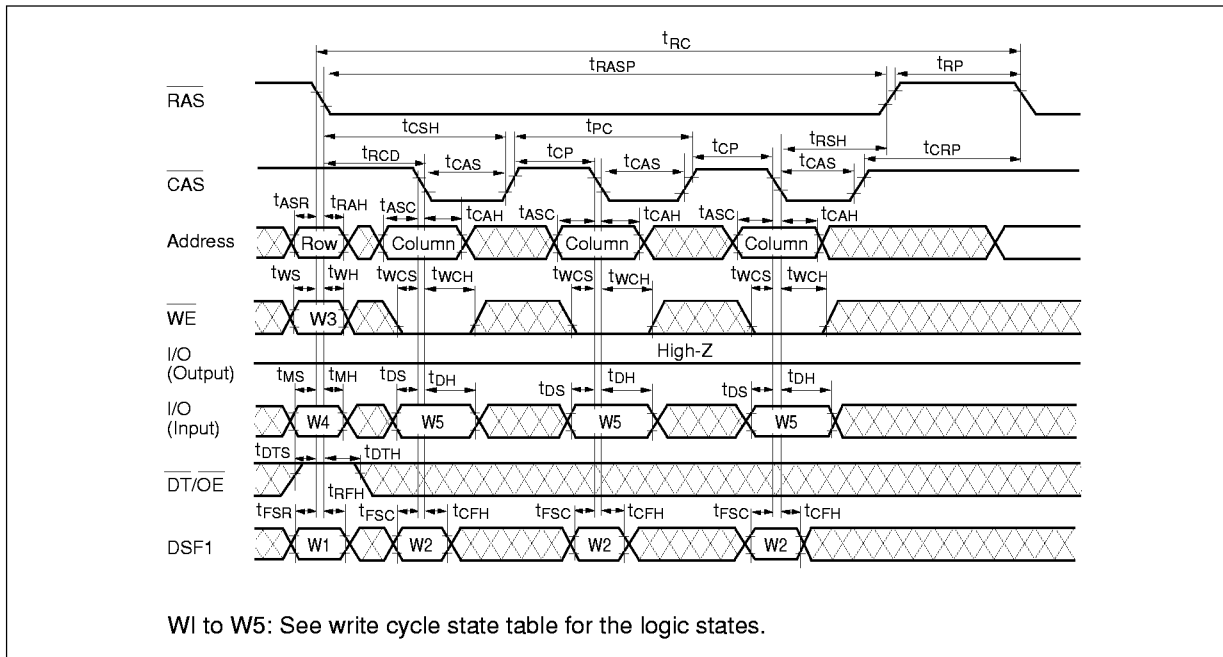 tRC
tRASP tRP
RAS
tCSH tPC tRSH tCRP
tRCD tCAS tCP tCAS tCP tCAS
CAS
tASR tRAH tASC tCAH tASC tCAH tASC tCAH
Address Row Column Column Column
tWS tWH tWCS tWCH tWCS tWCH tWCS tWCH
WE W3
I/O (Output) High-Z
tMS tMH tDS tDH tDS tDH tDS tDH
I/O (Input) W4 W5 W5 W5
tDTS tDTH
DT/OE
tRFH
tFSR tFSC tCFH tFSC tCFH tFSC tCFH
DSF1 W1 W2 W2 W2
WI to W5: See write cycle state table for the logic states.